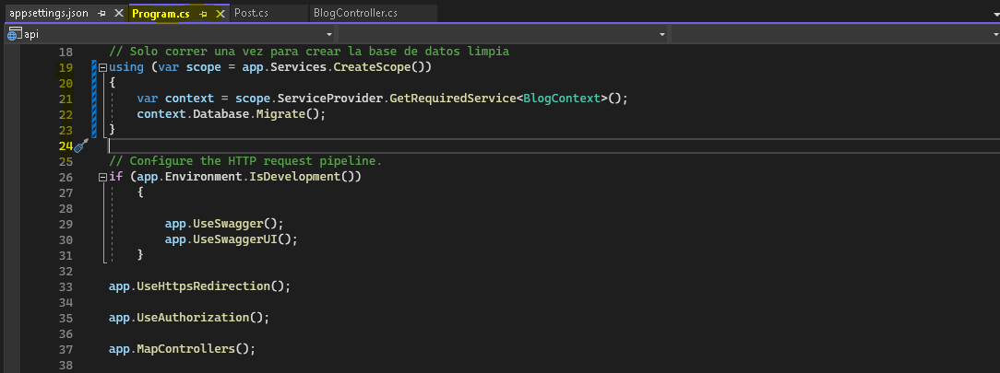 appsettings.json
Program.cs
Post.cs
BlogController.cs
api
18 // Solo correr una vez para crear la base de datos limpia
19 using (var scope = app.Services.CreateScope())
20 {
21 var context = scope.ServiceProvider.GetRequiredService<BlogContext>();
22 context.Database.Migrate();
23 }
24
25 // Configure the HTTP request pipeline.
26 if (app.Environment.IsDevelopment())
27 {
28
29 app.UseSwagger();
30 app.UseSwaggerUI();
31 }
32
33 app.UseHttpsRedirection();
34
35 app.UseAuthorization();
36
37 app.MapControllers();
38